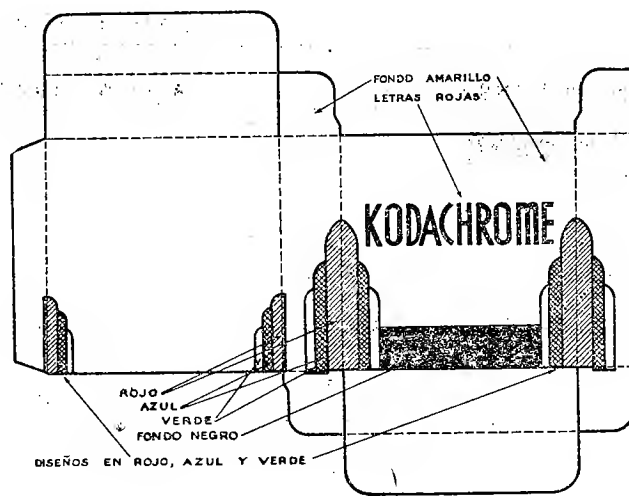 FONDO AMARILLO
LETRAS ROJAS
KODACHROME
ROJO
AZUL
VERDE
FONDO NEGRO
DISEÑOS EN ROJO, AZUL Y VERDE